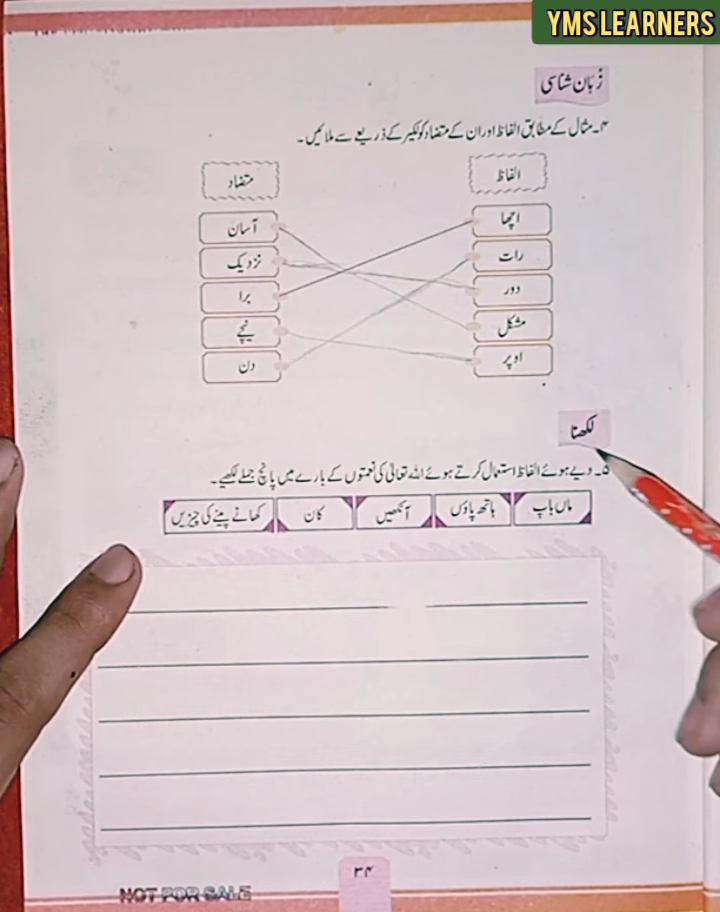 YMS LEARNERS
زُبان شناسی
۴۔ مثال کے مطابق الفاظ اور ان کے متضاد کو لکیر کے ذریعے سے ملائیں۔
الفاظ متضاد
اچھا آسان
رات نزدیک
دور برا
مشکل نیچے
اوپر دن
لکھنا
۵۔ دیے ہوئے الفاظ استعمال کرتے ہوئے اللہ تعالیٰ کی نعمتوں کے بارے میں پانچ جملے لکھیے۔
ماں باپ ہاتھ پاؤں آنکھیں کان کھانے پینے کی چیزیں
۳۴
NOT FOR SALE